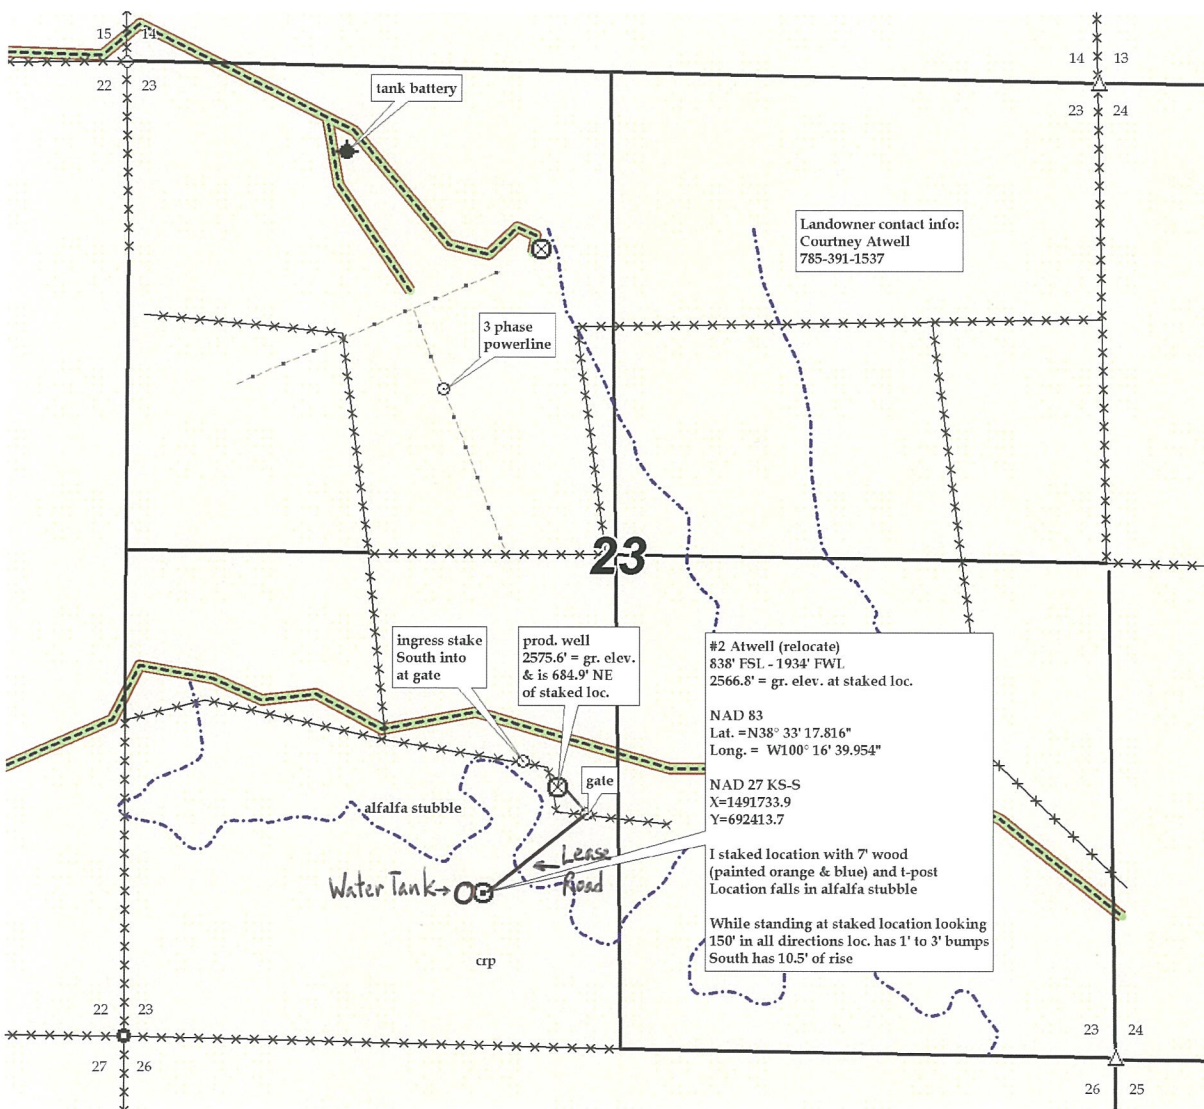 15 14
22 23
14 13
23 24
tank battery
Landowner contact info:
Courtney Atwell
785-391-1537
3 phase
powerline
23
ingress stake
South into
at gate
prod. well
2575.6' = gr. elev.
& is 684.9' NE
of staked loc.
#2 Atwell (relocate)
838' FSL - 1934' FWL
2566.8' = gr. elev. at staked loc.
NAD 83
Lat. =N38° 33' 17.816"
Long. = W100° 16' 39.954"
NAD 27 KS-S
X=1491733.9
Y=692413.7
I staked location with 7' wood
(painted orange & blue) and t-post
Location falls in alfalfa stubble
While standing at staked location looking
150' in all directions loc. has 1' to 3' bumps
South has 10.5' of rise
gate
alfalfa stubble
Lease
Road
Water Tank
crp
22 23
27 26
23 24
26 25